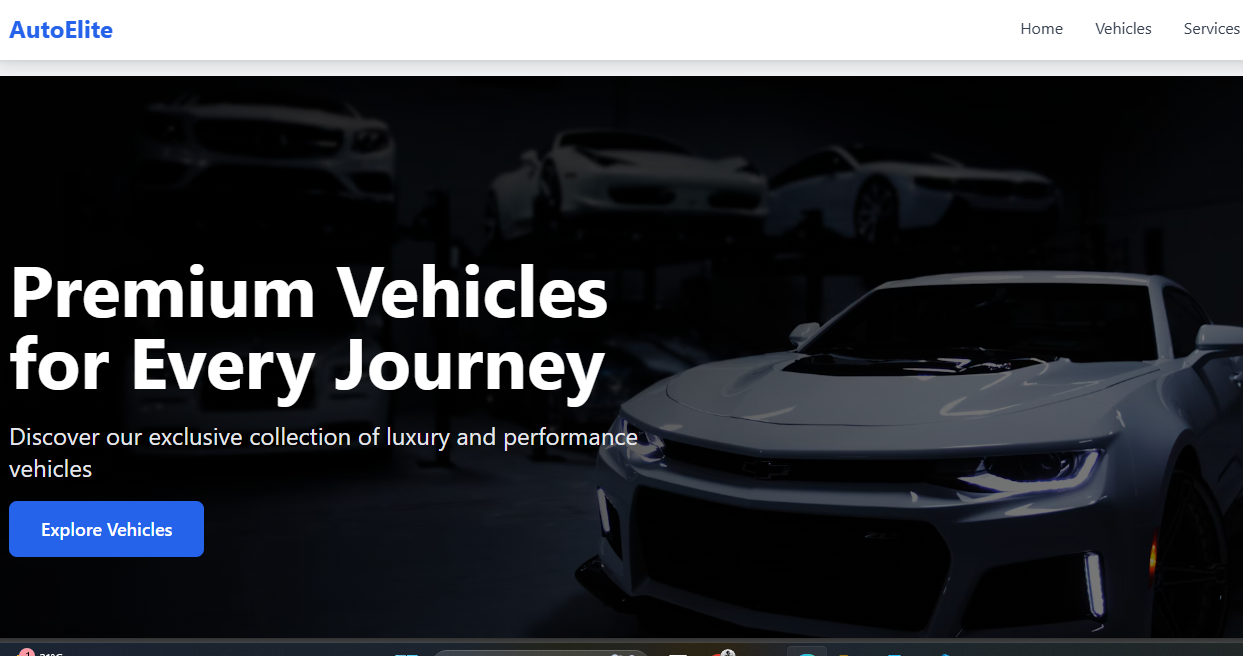 AutoElite
Home Vehicles Services
Premium Vehicles
for Every Journey
Discover our exclusive collection of luxury and performance
vehicles
Explore Vehicles